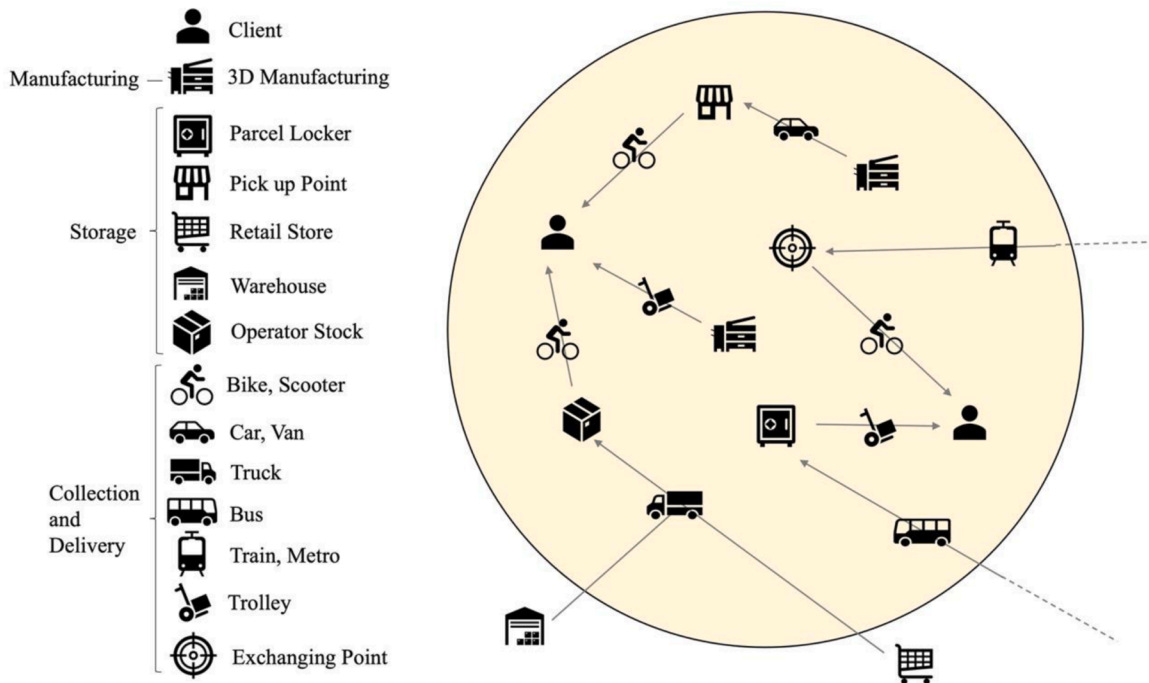 Client
Manufacturing
3D Manufacturing
Storage
Parcel Locker
Pick up Point
Retail Store
Warehouse
Operator Stock
Collection
and
Delivery
Bike, Scooter
Car, Van
Truck
Bus
Train, Metro
Trolley
Exchanging Point